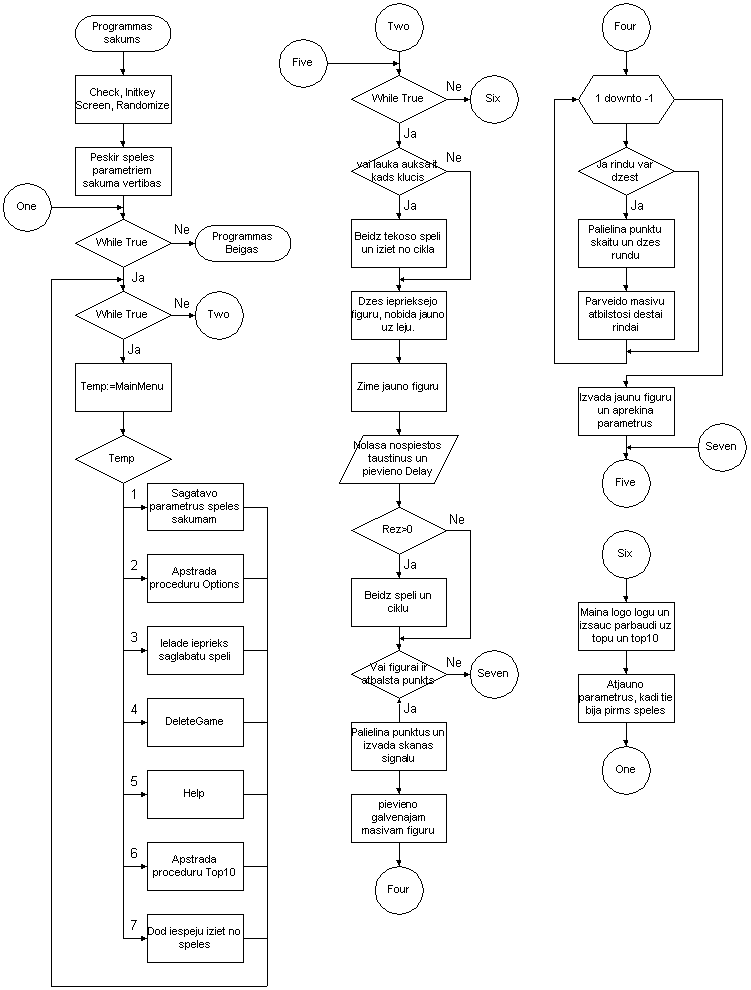 Programmas
sakums
Check, Initkey
Screen, Randomize
Peskir speles
parametriem
sakuma vertibas
One
While True
Ne
Programmas
Beigas
Ja
While True
Ne
Two
Ja
Temp:=MainMenu
Temp
1
Sagatavo
parametrus speles
sakumam
2
Apstrada
proceduru Options
3
Ielade ieprieks
saglabatu speli
4
DeleteGame
5
Help
6
Apstrada
proceduru Top10
7
Dod iespeju iziet no
speles
Two
Five
While True
Ne
Six
Ja
vai lauka auksa it
kads klucis
Ne
Ja
Beidz tekoso speli
un iziet no cikla
Dzes ieprieksejo
figuru, nobida jauno
uz leju.
Zime jauno figuru
Nolasa nospiestos
taustinus un
pievieno Delay
Rez>0
Ne
Ja
Beidz speli un
ciklu
Vai figurai ir
atbalsta punkts
Ne
Seven
Ja
Palielina punktus un
izvada skanas
signalu
pievieno
galvenajam
masivam figuru
Four
Four
1 downto -1
Ja rindu var
dzest
Ja
Palielina punktu
skaitu un dzes
rundu
Parveido masivu
atbilstosi destai
rindai
Izvada jaunu figuru
un aprekina
parametrus
Seven
Five
Six
Maina logo logu un
izsauc parbaudi uz
topu un top10
Atjauno
parametrus, kadi tie
bija pirms speles
One